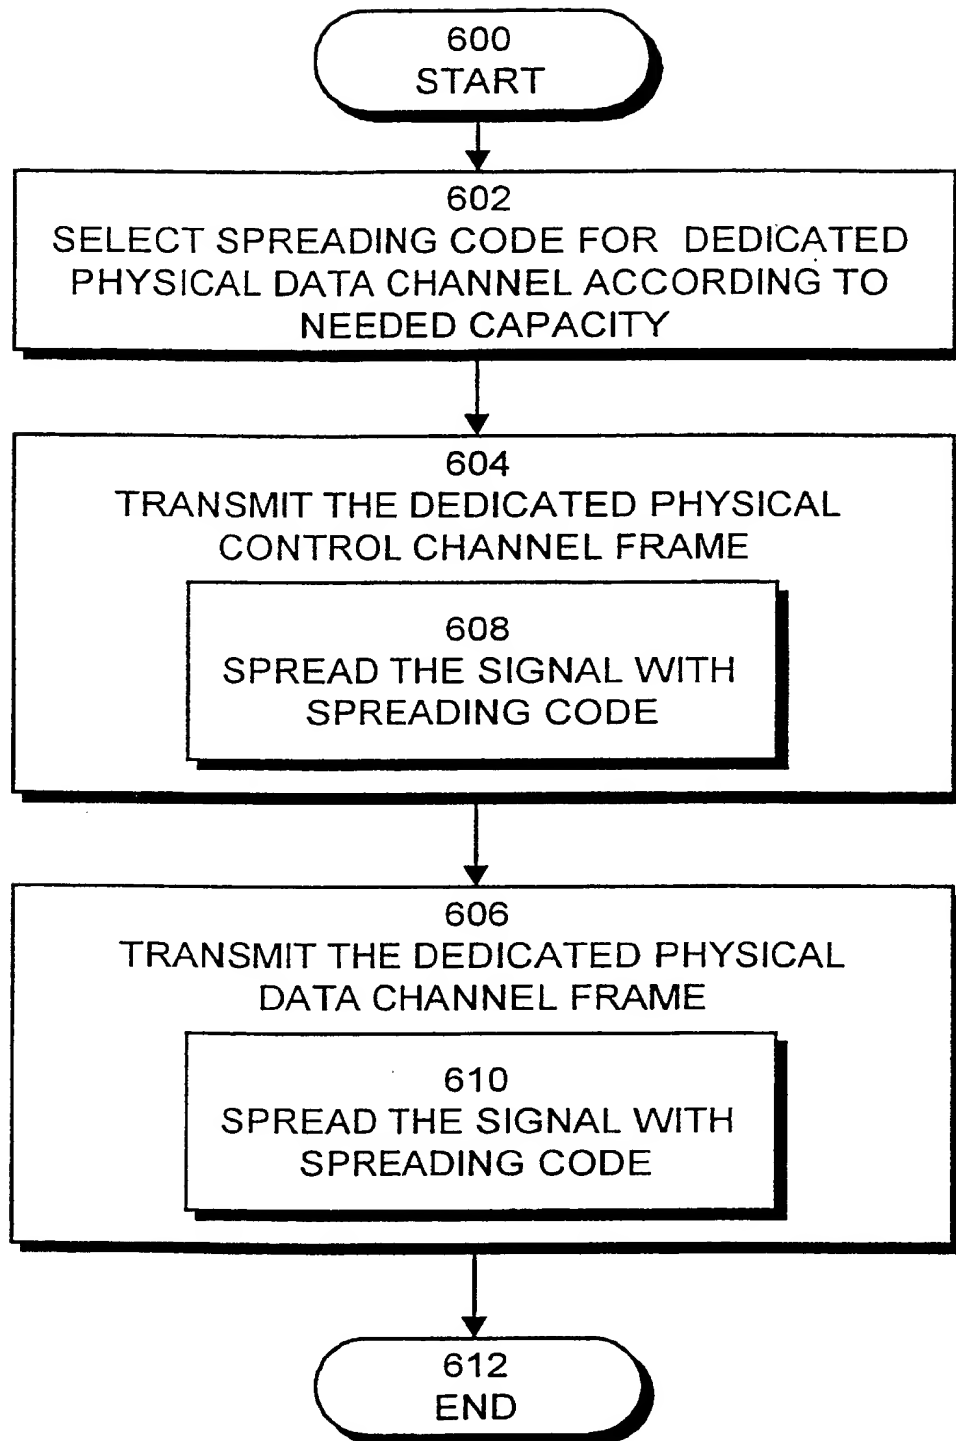 600
START
602
SELECT SPREADING CODE FOR DEDICATED
PHYSICAL DATA CHANNEL ACCORDING TO
NEEDED CAPACITY
604
TRANSMIT THE DEDICATED PHYSICAL
CONTROL CHANNEL FRAME
608
SPREAD THE SIGNAL WITH
SPREADING CODE
606
TRANSMIT THE DEDICATED PHYSICAL
DATA CHANNEL FRAME
610
SPREAD THE SIGNAL WITH
SPREADING CODE
612
END